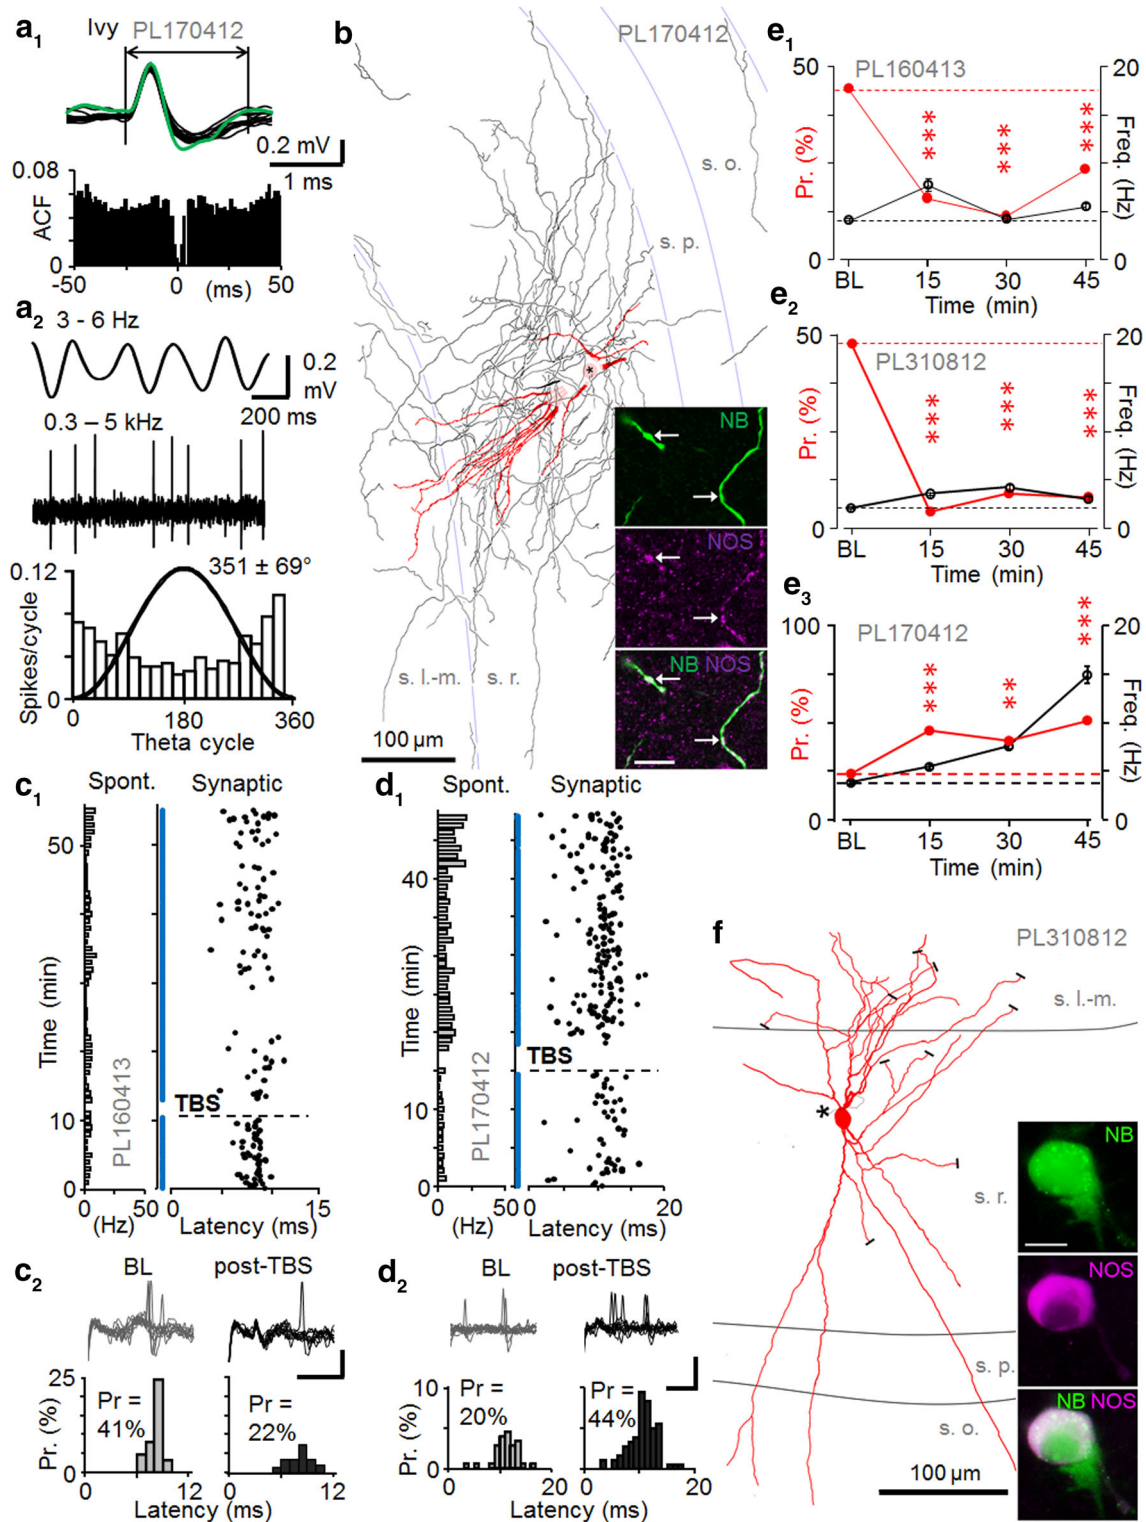 a1
Ivy PL170412
0.2 mV
1 ms
0.08
ACF
0
-50 0 (ms) 50
a2
3 - 6 Hz
0.2
mV
200 ms
0.3 – 5 kHz
351 ± 69°
0.12
Spikes/cycle
0
0 180 360
Theta cycle
b
PL170412
s. o.
s. p.
*
s. l.-m.
s. r.
100 µm
NB
NOS
NB NOS
e1
PL160413
50
20
Pr. (%)
Freq. (Hz)
***
***
***
0
0
BL 15 30 45
Time (min)
e2
PL310812
50
20
Pr. (%)
Freq. (Hz)
***
***
***
0
0
BL 15 30 45
Time (min)
e3
PL170412
100
20
Pr. (%)
Freq. (Hz)
***
**
***
0
0
BL 15 30 45
Time (min)
c1
Spont. Synaptic
50
Time (min)
PL160413
TBS
10
0
0 50 0 15
(Hz) Latency (ms)
d1
Spont. Synaptic
40
Time (min)
PL170412
TBS
10
0
0 50 0 20
(Hz) Latency (ms)
c2
BL post-TBS
25
Pr. (%)
Pr =
41%
Pr =
22%
0
0 12 0 12
Latency (ms)
d2
BL post-TBS
10
Pr. (%)
Pr =
20%
Pr =
44%
0
0 20 0 20
Latency (ms)
f
PL310812
s. l.-m.
*
s. r.
s. p.
s. o.
100 µm
NB
NOS
NB NOS